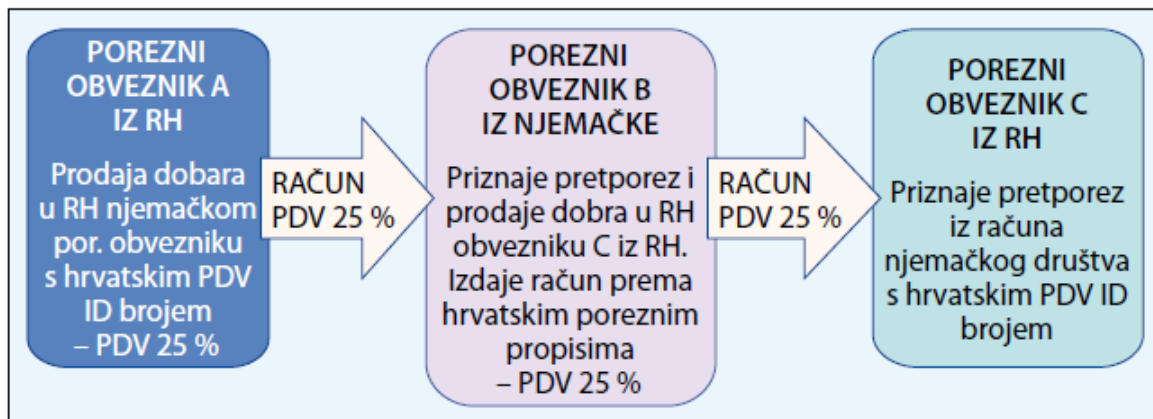 POREZNI
OBVEZNIK A
IZ RH
Prodaja dobara
u RH njemačkom
por. obvezniku
s hrvatskim PDV
ID brojem
– PDV 25 %
RAČUN
PDV 25 %
POREZNI
OBVEZNIK B
IZ NJEMAČKE
Priznaje pretporez i
prodaje dobra u RH
obvezniku C iz RH.
Izdaje račun prema
hrvatskim poreznim
propisima
– PDV 25 %
RAČUN
PDV 25 %
POREZNI
OBVEZNIK C
IZ RH
Priznaje pretporez
iz računa
njemačkog društva
s hrvatskim PDV ID
brojem